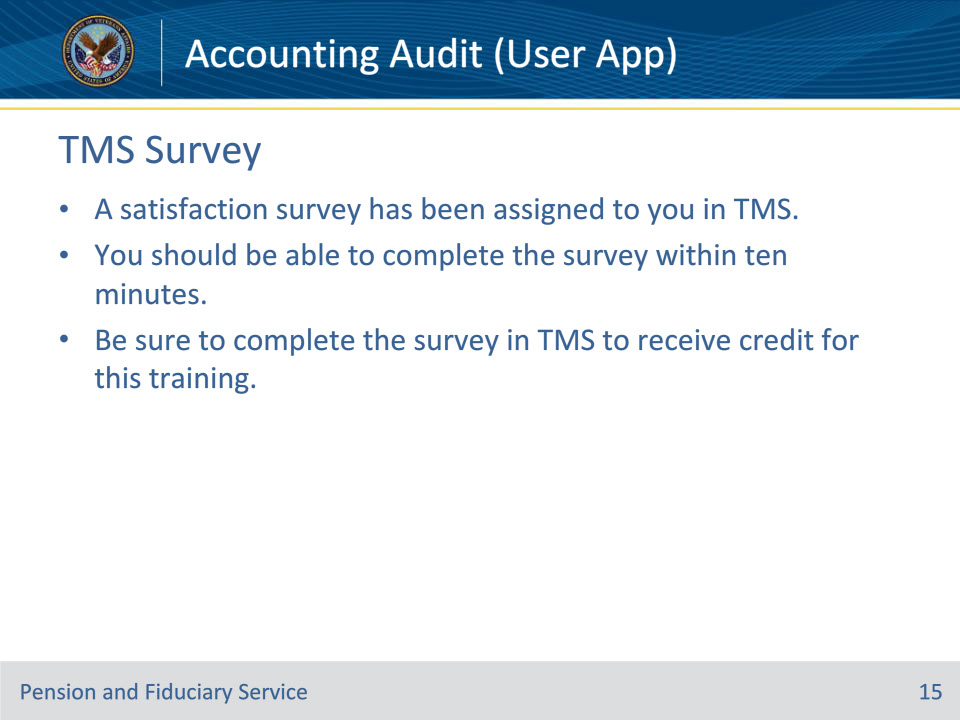 Accounting Audit (User App)
TMS Survey
• A satisfaction survey has been assigned to you in TMS.
• You should be able to complete the survey within ten
minutes.
• Be sure to complete the survey in TMS to receive credit for
this training.
Pension and Fiduciary Service
15